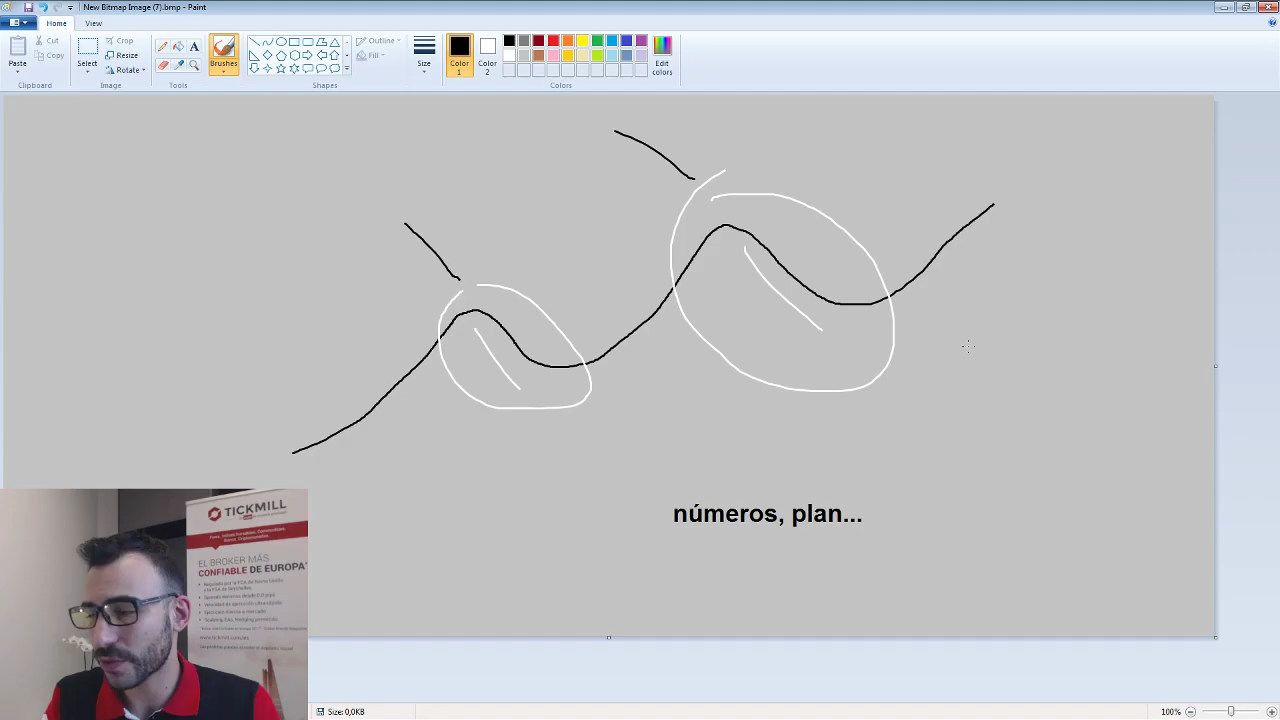 New Bitmap Image (7).bmp - Paint
Home
View
Paste
Cut
Copy
Clipboard
Select
Crop
Resize
Rotate
Image
A
Tools
Brushes
Shapes
Outline
Fill
Size
Color
1
Color
2
Edit
colors
Colors
números, plan...
TICKMILL
EL BROKER MÁS
CONFIABLE DE EUROPA*
Size: 0,0KB
100%